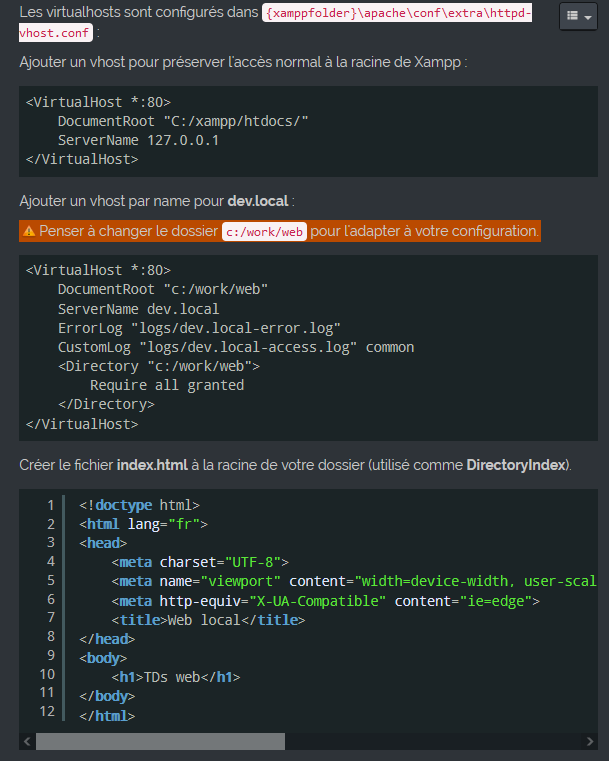 Les virtualhosts sont configurés dans {xamppfolder}\apache\conf\extra\httpd-
vhost.conf :
Ajouter un vhost pour préserver l'accès normal à la racine de Xampp :
<VirtualHost *:80>
    DocumentRoot "C:/xampp/htdocs/"
    ServerName 127.0.0.1
</VirtualHost>
Ajouter un vhost par name pour dev.local :
⚠ Penser à changer le dossier c:/work/web pour l'adapter à votre configuration.
<VirtualHost *:80>
    DocumentRoot "c:/work/web"
    ServerName dev.local
    ErrorLog "logs/dev.local-error.log"
    CustomLog "logs/dev.local-access.log" common
    <Directory "c:/work/web">
        Require all granted
    </Directory>
</VirtualHost>
Créer le fichier index.html à la racine de votre dossier (utilisé comme DirectoryIndex).
1 <!doctype html>
2 <html lang="fr">
3 <head>
4     <meta charset="UTF-8">
5     <meta name="viewport" content="width=device-width, user-scal
6     <meta http-equiv="X-UA-Compatible" content="ie=edge">
7     <title>Web local</title>
8 </head>
9 <body>
10     <h1>TDs web</h1>
11 </body>
12 </html>